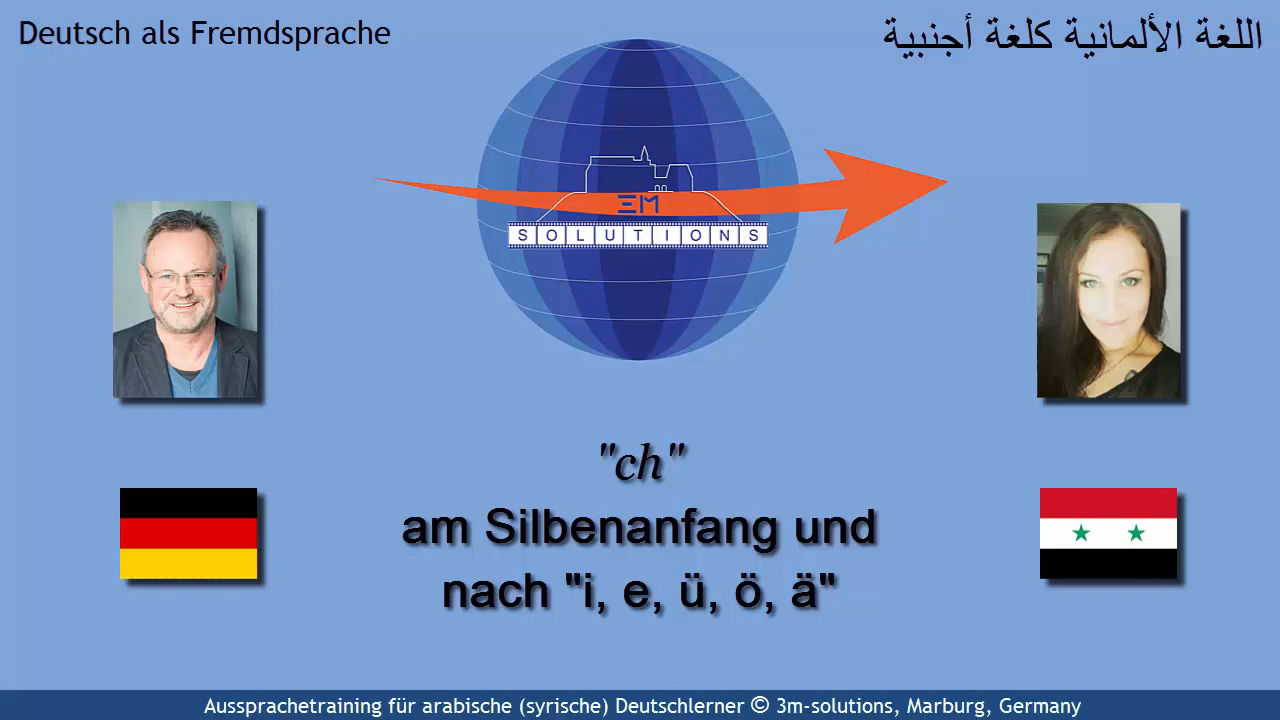 Deutsch als Fremdsprache
اللغة الألمانية كلغة أجنبية
3M
SOLUTIONS
"ch"
am Silbenanfang und
nach "i, e, ü, ö, ä"
Aussprachetraining für arabische (syrische) Deutschlerner © 3m-solutions, Marburg, Germany